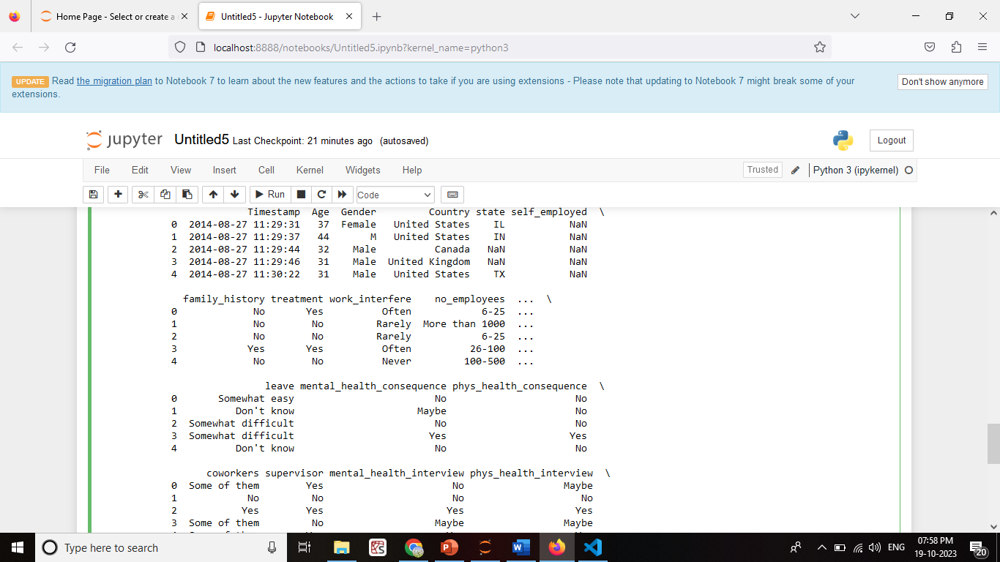 Home Page - Select or create a
Untitled5 - Jupyter Notebook
localhost:8888/notebooks/Untitled5.ipynb?kernel_name=python3
UPDATE Read the migration plan to Notebook 7 to learn about the new features and the actions to take if you are using extensions - Please note that updating to Notebook 7 might break some of your
extensions.
Don't show anymore
jupyter Untitled5 Last Checkpoint: 21 minutes ago (autosaved)
Logout
File Edit View Insert Cell Kernel Widgets Help
Trusted Python 3 (ipykernel)
Run Code
Timestamp Age Gender Country state self_employed \
0 2014-08-27 11:29:31 37 Female United States IL NaN
1 2014-08-27 11:29:37 44 M United States IN NaN
2 2014-08-27 11:29:44 32 Male Canada NaN NaN
3 2014-08-27 11:29:46 31 Male United Kingdom NaN NaN
4 2014-08-27 11:30:22 31 Male United States TX NaN
family_history treatment work_interfere no_employees ... \
0 No Yes Often 6-25 ...
1 No No Rarely More than 1000 ...
2 No No Rarely 6-25 ...
3 Yes Yes Often 26-100 ...
4 No No Never 100-500 ...
leave mental_health_consequence phys_health_consequence \
0 Somewhat easy No No
1 Don't know Maybe No
2 Somewhat difficult No No
3 Somewhat difficult Yes Yes
4 Don't know No No
coworkers supervisor mental_health_interview phys_health_interview \
0 Some of them Yes No Maybe
1 No No No No
2 Yes Yes Yes Yes
3 Some of them No Maybe Maybe
Type here to search
ENG
07:58 PM
19-10-2023
20